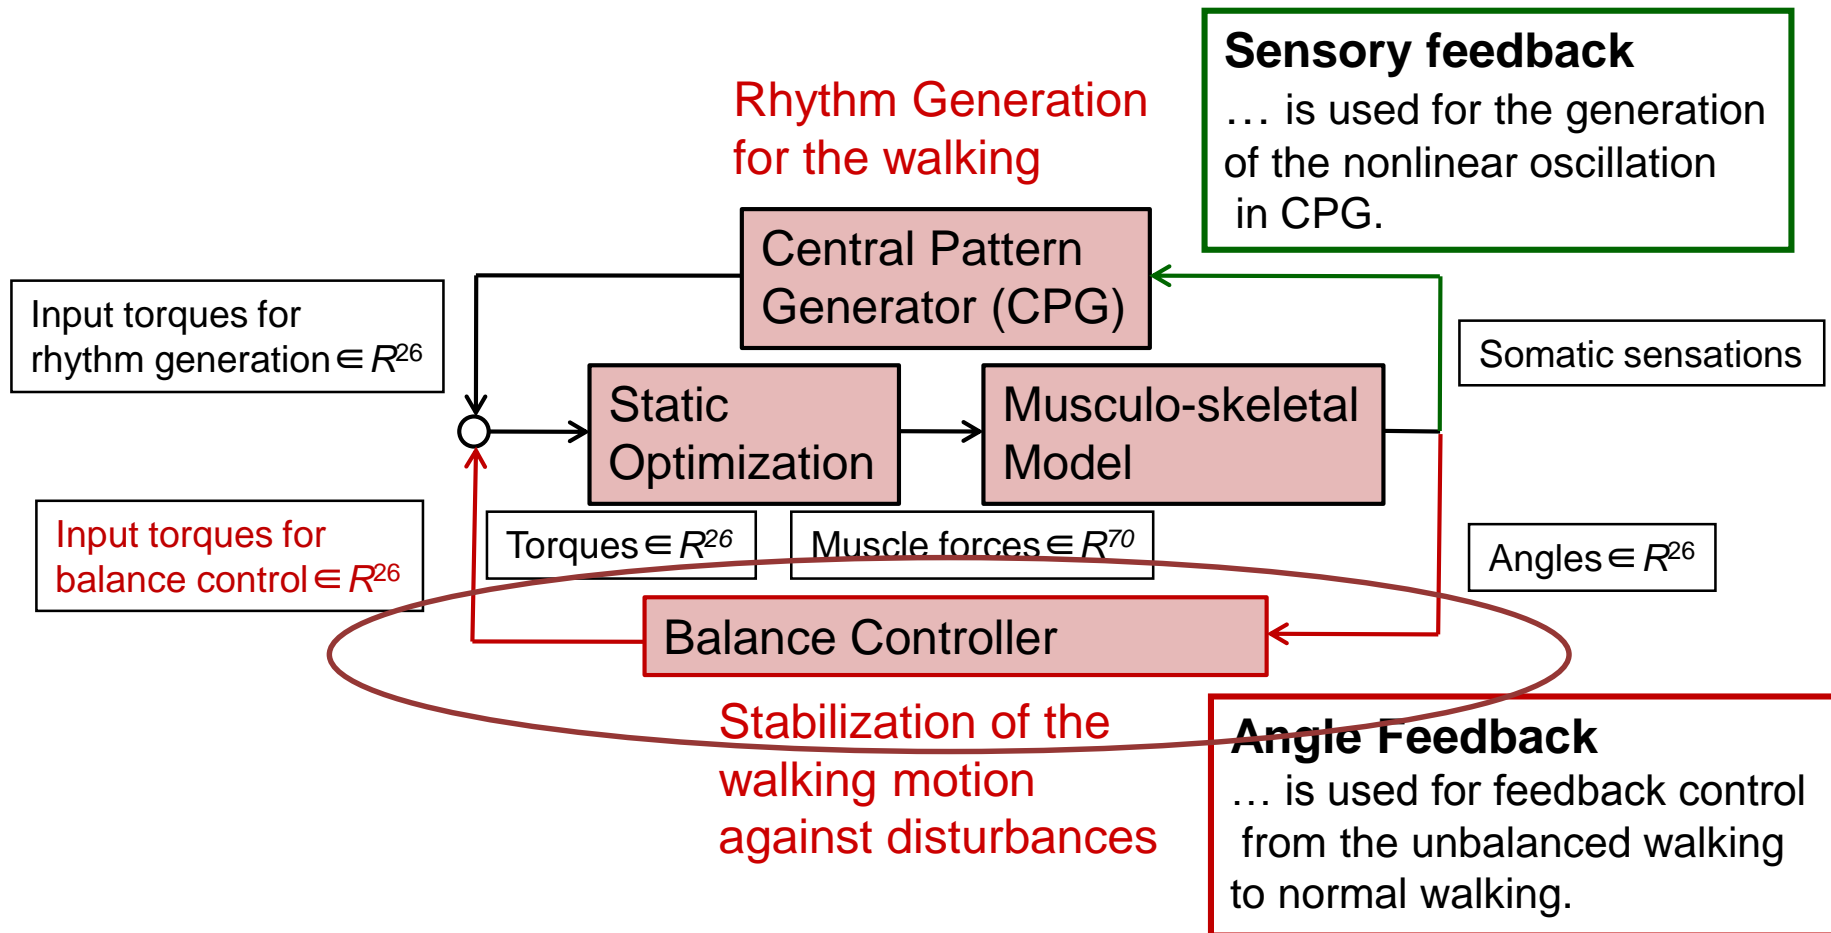 Sensory feedback
… is used for the generation
of the nonlinear oscillation
in CPG.
Rhythm Generation
for the walking
Central Pattern
Generator (CPG)
Input torques for
rhythm generation ∈ R²⁶
Somatic sensations
Static
Optimization
Musculo-skeletal
Model
Input torques for
balance control ∈ R²⁶
Torques ∈ R²⁶
Muscle forces ∈ R⁷⁰
Angles ∈ R²⁶
Balance Controller
Stabilization of the
walking motion
against disturbances
Angle Feedback
… is used for feedback control
from the unbalanced walking
to normal walking.